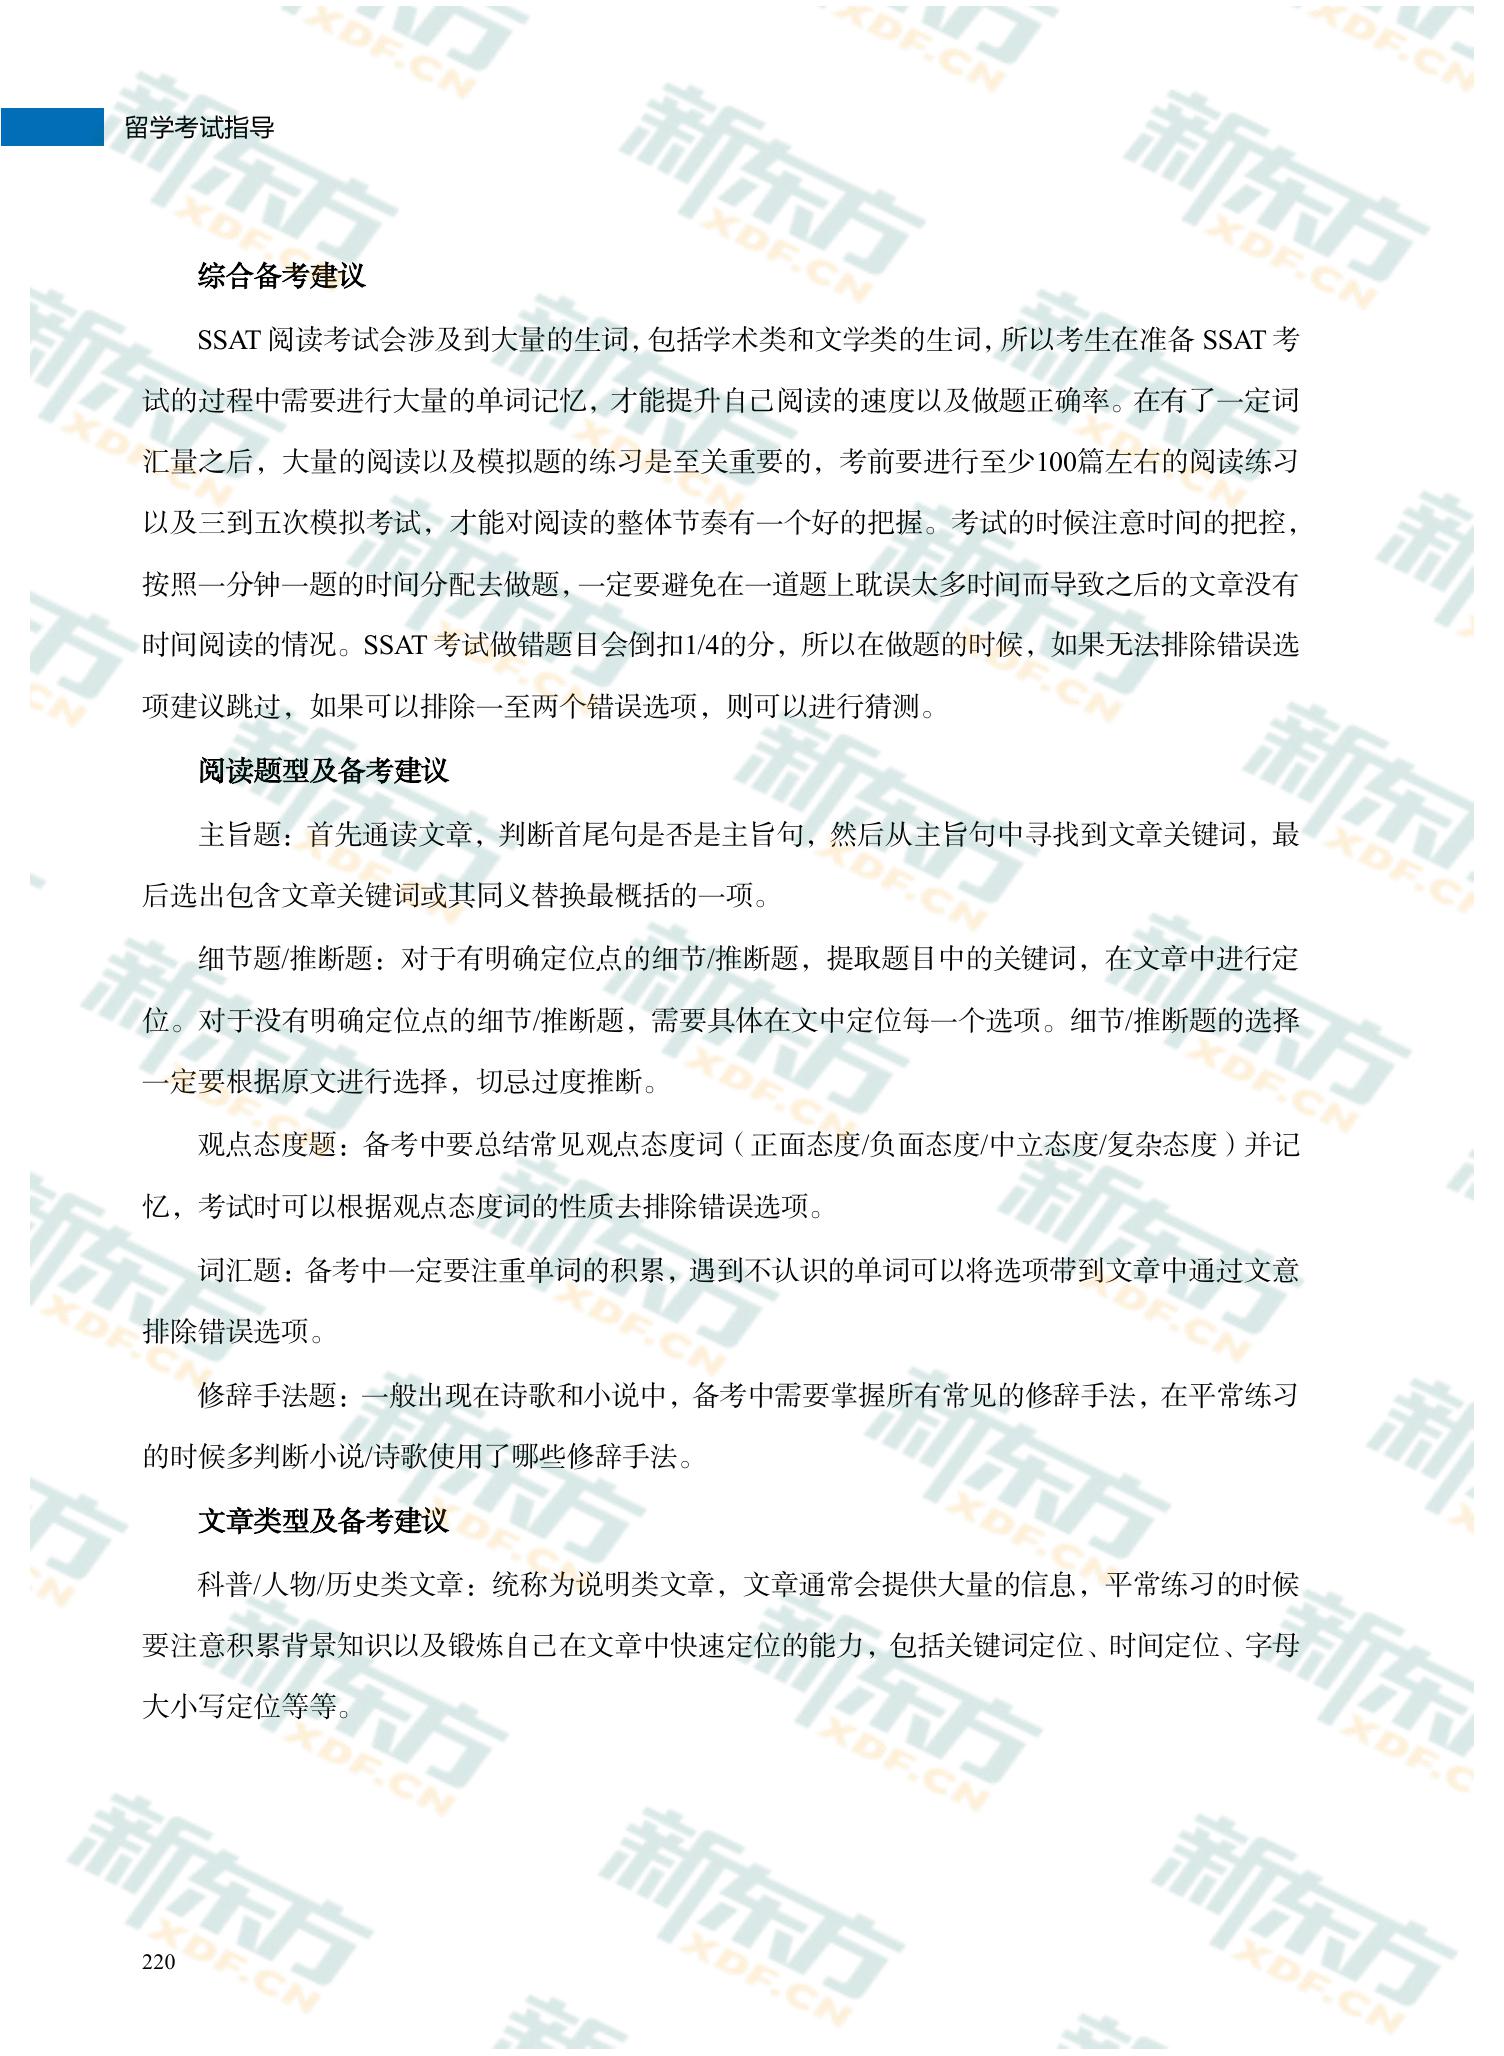 留学考试指导
综合备考建议
SSAT 阅读考试会涉及到大量的生词，包括学术类和文学类的生词，所以考生在准备 SSAT 考
试的过程中需要进行大量的单词记忆，才能提升自己阅读的速度以及做题正确率。在有了一定词
汇量之后，大量的阅读以及模拟题的练习是至关重要的，考前要进行至少100篇左右的阅读练习
以及三到五次模拟考试，才能对阅读的整体节奏有一个好的把握。考试的时候注意时间的把控，
按照一分钟一题的时间分配去做题，一定要避免在一道题上耽误太多时间而导致之后的文章没有
时间阅读的情况。SSAT 考试做错题目会倒扣1/4的分，所以在做题的时候，如果无法排除错误选
项建议跳过，如果可以排除一至两个错误选项，则可以进行猜测。
阅读题型及备考建议
主旨题：首先通读文章，判断首尾句是否是主旨句，然后从主旨句中寻找到文章关键词，最
后选出包含文章关键词或其同义替换最概括的一项。
细节题/推断题：对于有明确定位点的细节/推断题，提取题目中的关键词，在文章中进行定
位。对于没有明确定位点的细节/推断题，需要具体在文中定位每一个选项。细节/推断题的选择
一定要根据原文进行选择，切忌过度推断。
观点态度题：备考中要总结常见观点态度词（正面态度/负面态度/中立态度/复杂态度）并记
忆，考试时可以根据观点态度词的性质去排除错误选项。
词汇题：备考中一定要注重单词的积累，遇到不认识的单词可以将选项带到文章中通过文意
排除错误选项。
修辞手法题：一般出现在诗歌和小说中，备考中需要掌握所有常见的修辞手法，在平常练习
的时候多判断小说/诗歌使用了哪些修辞手法。
文章类型及备考建议
科普/人物/历史类文章：统称为说明类文章，文章通常会提供大量的信息，平常练习的时候
要注意积累背景知识以及锻炼自己在文章中快速定位的能力，包括关键词定位、时间定位、字母
大小写定位等等。
220
新东方
XDF.CN